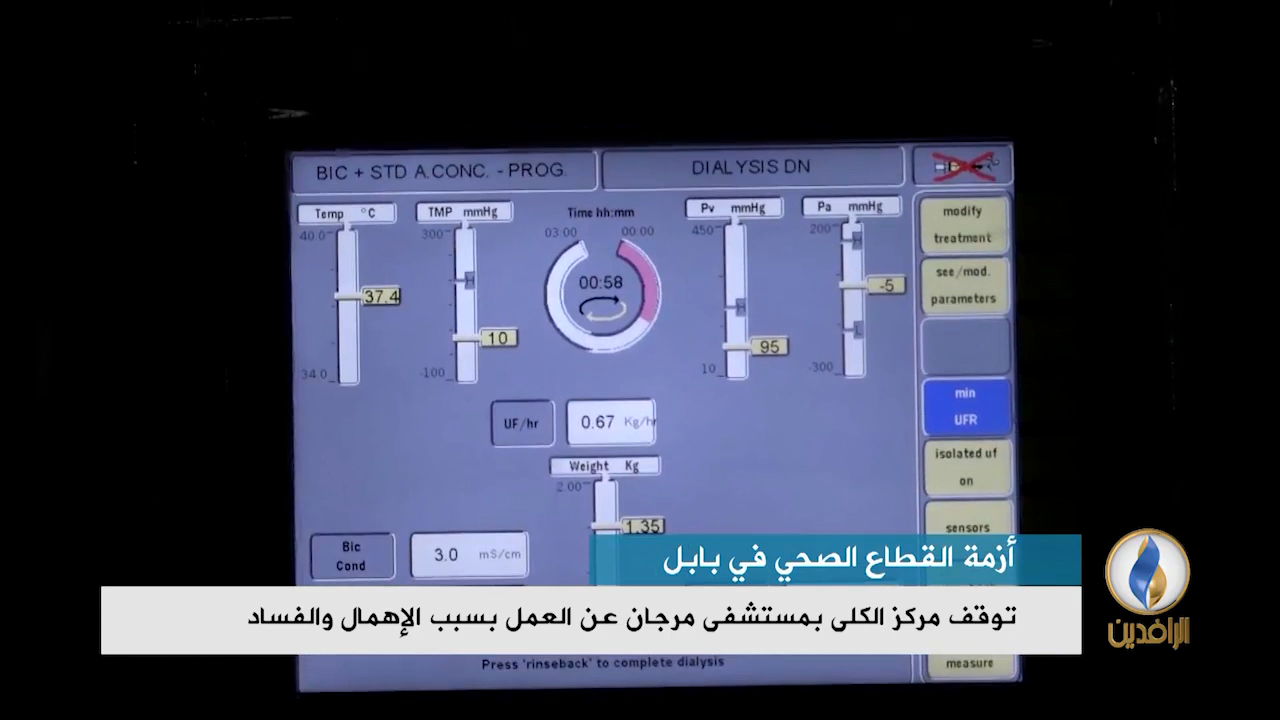 BIC + STD A.CONC. - PROG.
DIALYSIS DN
Temp °C
40.0
37.4
34.0
TMP mmHg
300
10
-100
Time hh:mm
03:00 00:00
00:58
Pv mmHg
450
95
10
Pa mmHg
200
-5
-300
H
H
H
L
modify
treatment
see/mod.
parameters
min
UFR
isolated uf
on
sensors
UF/hr
0.67 Kg/hr
Weight Kg
2.00
1.35
Bic
Cond
3.0 mS/cm
أزمة القطاع الصحي في بابل
توقف مركز الكلى بمستشفى مرجان عن العمل بسبب الإهمال والفساد
الرافدين
Press 'rinseback' to complete dialysis
measure